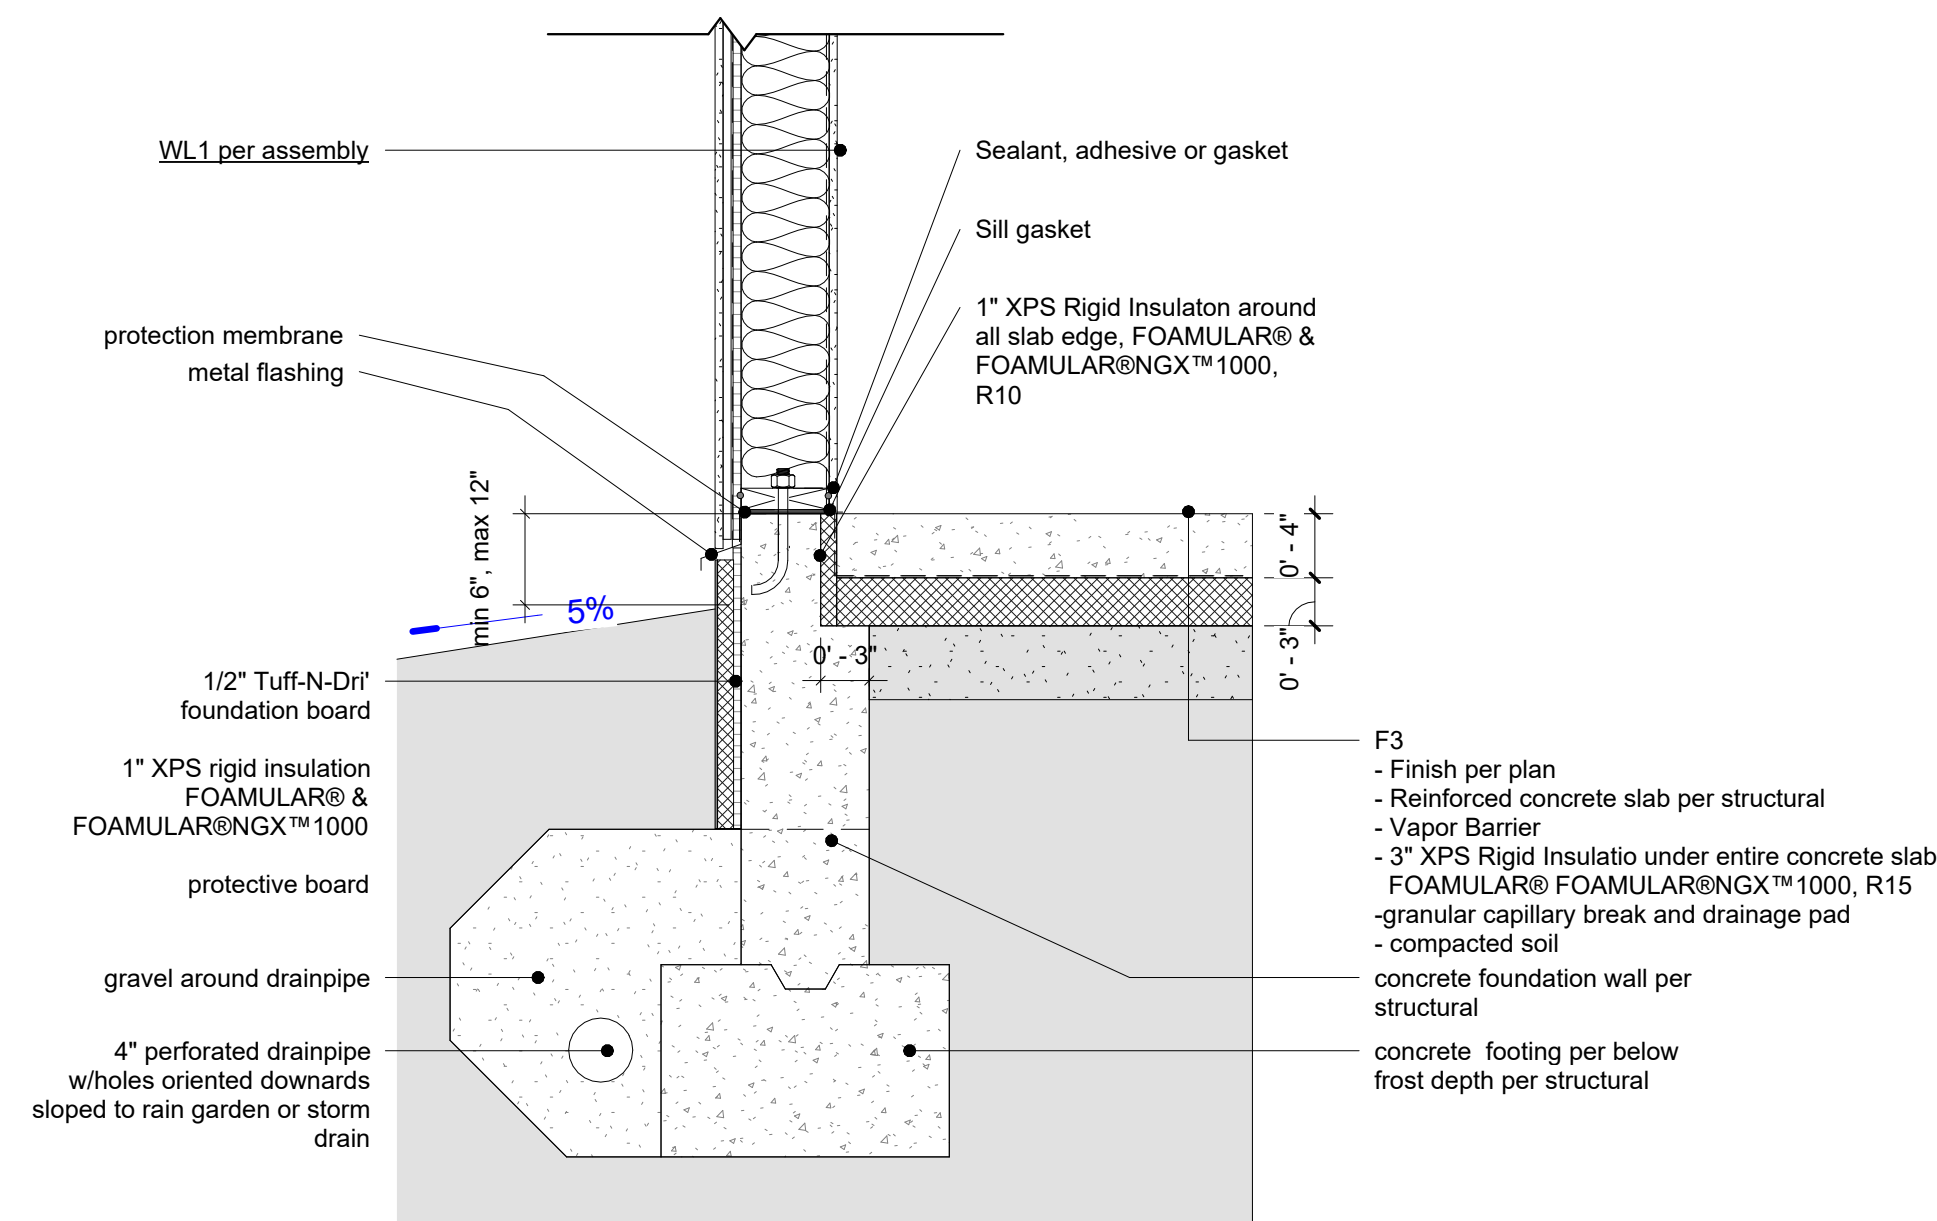 WL1 per assembly
protection membrane
metal flashing
min 6", max 12"
5%
1/2" Tuff-N-Dri'
foundation board
1" XPS rigid insulation
FOAMULAR® &
FOAMULAR®NGX™1000
protective board
gravel around drainpipe
4" perforated drainpipe
w/holes oriented downards
sloped to rain garden or storm
drain
Sealant, adhesive or gasket
Sill gasket
1" XPS Rigid Insulaton around
all slab edge, FOAMULAR® &
FOAMULAR®NGX™1000,
R10
0' - 4"
0' - 3"
0' - 3"
F3
- Finish per plan
- Reinforced concrete slab per structural
- Vapor Barrier
- 3" XPS Rigid Insulatio under entire concrete slab
FOAMULAR® FOAMULAR®NGX™1000, R15
-granular capillary break and drainage pad
- compacted soil
concrete foundation wall per
structural
concrete footing per below
frost depth per structural